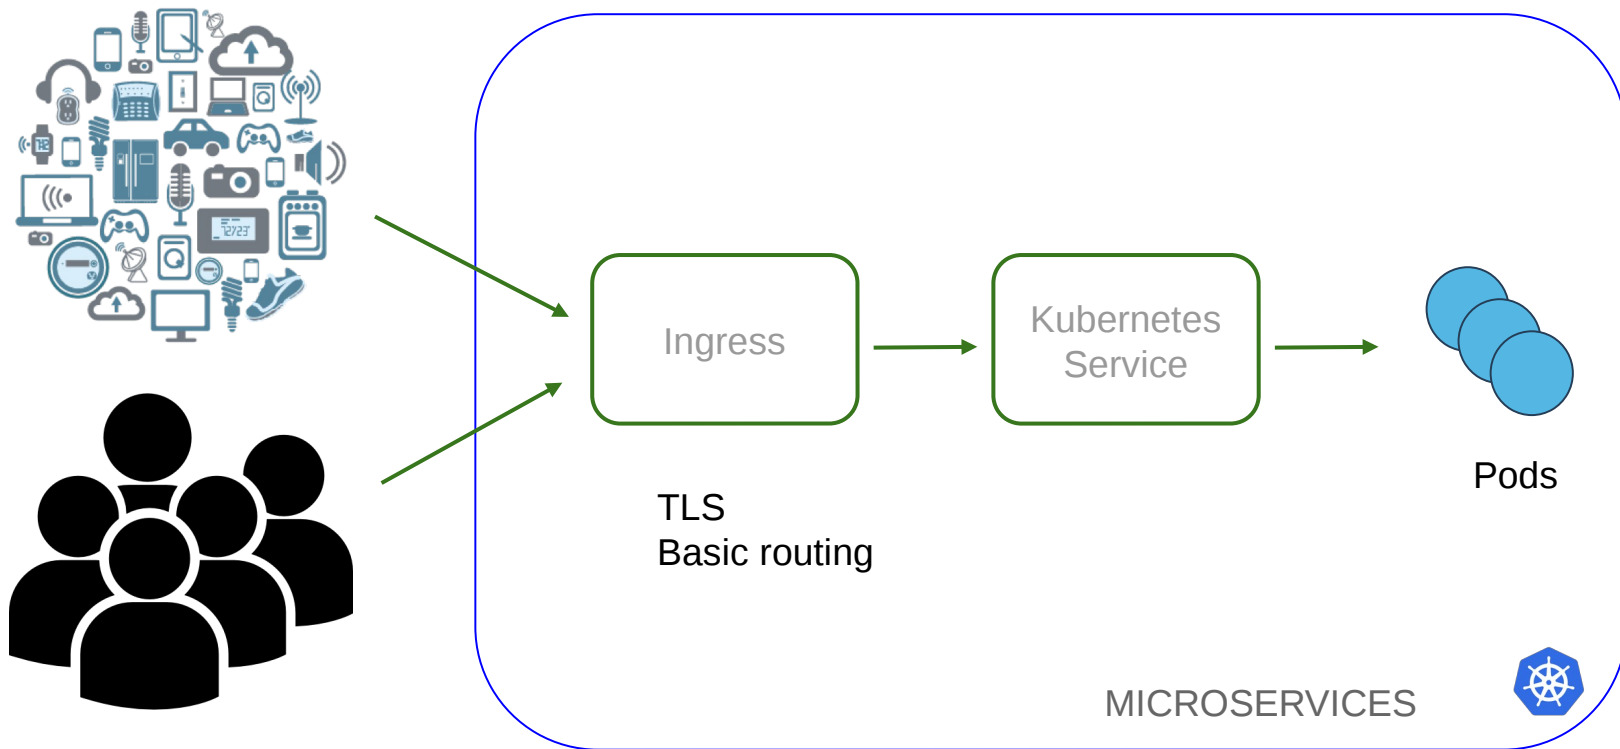 Ingress
Kubernetes
Service
Pods
TLS
Basic routing
MICROSERVICES